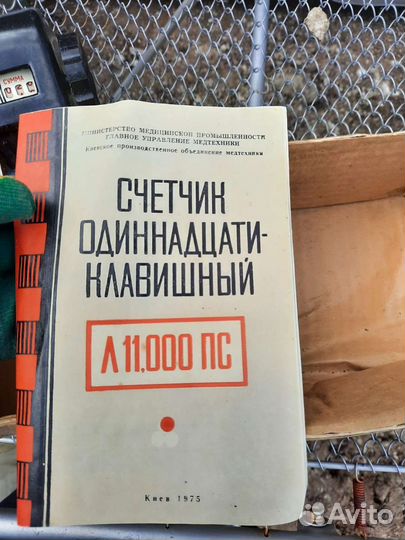 СУММА
МИНИСТЕРСТВО МЕДИЦИНСКОЙ ПРОМЫШЛЕННОСТИ
ГЛАВНОЕ УПРАВЛЕНИЕ МЕДТЕХНИКИ
Киевское производственное объединение медтехники
СЧЕТЧИК
ОДИННАДЦАТИ-
КЛАВИШНЫЙ
Л 11.000 ПС
Киев 1975
Avito